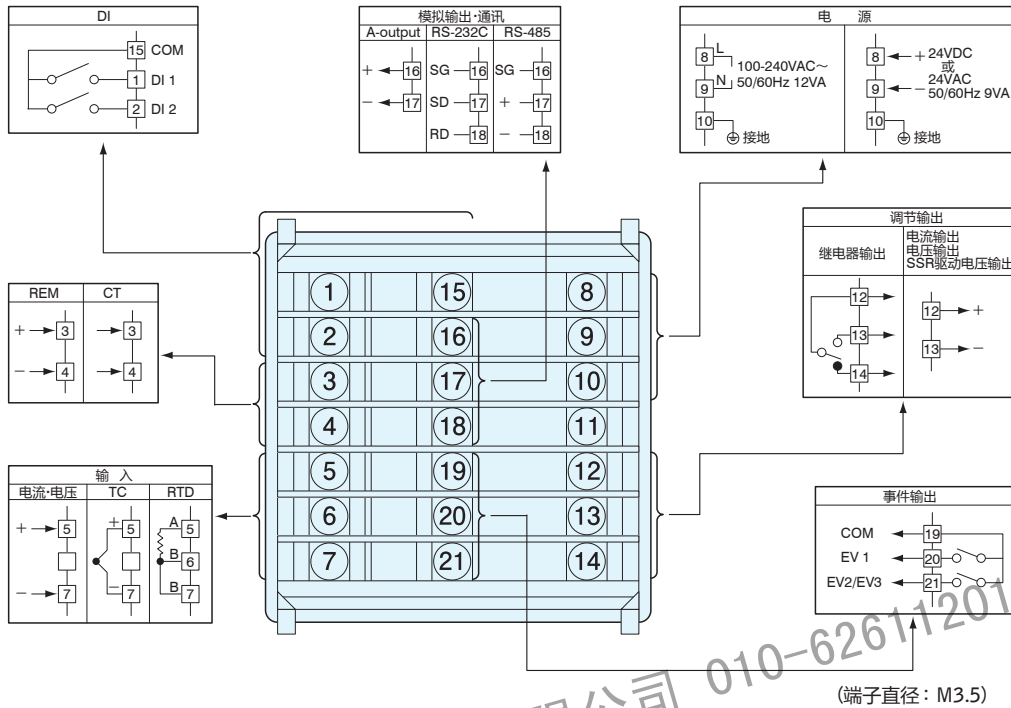 DI
15 COM
1 DI 1
2 DI 2
模拟输出·通讯
A-output RS-232C RS-485
+ 16 SG 16 SG 16
− 17 SD 17 + 17
RD 18 − 18
电 源
8 L
9 N
100-240VAC～
50/60Hz 12VA
10
接地
8 + 24VDC
或
9 − 24VAC
50/60Hz 9VA
10
接地
调节输出
继电器输出
电流输出
电压输出
SSR驱动电压输出
12
13
14
12 +
13 −
REM CT
+ 3 3
− 4 4
输 入
电流·电压 TC RTD
+ 5 + 5 A 5
B 6
− 7 − 7 B 7
1 15 8
2 16 9
3 17 10
4 18 11
5 19 12
6 20 13
7 21 14
事件输出
COM 19
EV 1 20
EV2/EV3 21
公司 010-62611201
(端子直径：M3.5)